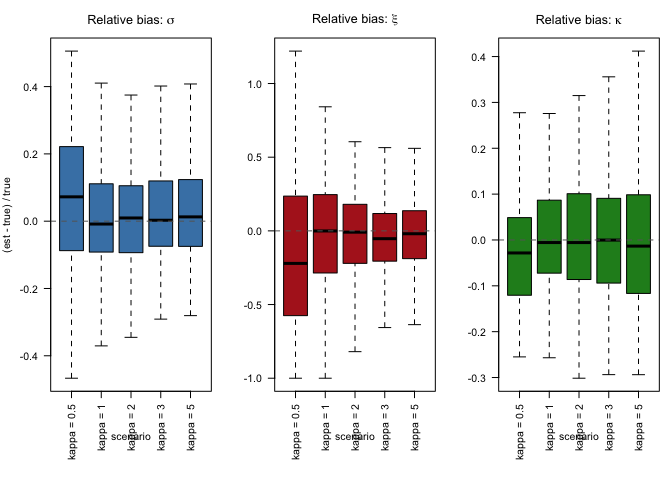 Relative bias: σ
(est - true) / true
0.4
0.2
0.0
-0.2
-0.4
kappa = 0.5
kappa = 1
kappa = 2
kappa = 3
kappa = 5
scenario
Relative bias: ξ
1.0
0.5
0.0
-0.5
-1.0
kappa = 0.5
kappa = 1
kappa = 2
kappa = 3
kappa = 5
scenario
Relative bias: κ
0.4
0.3
0.2
0.1
0.0
-0.1
-0.2
-0.3
kappa = 0.5
kappa = 1
kappa = 2
kappa = 3
kappa = 5
scenario